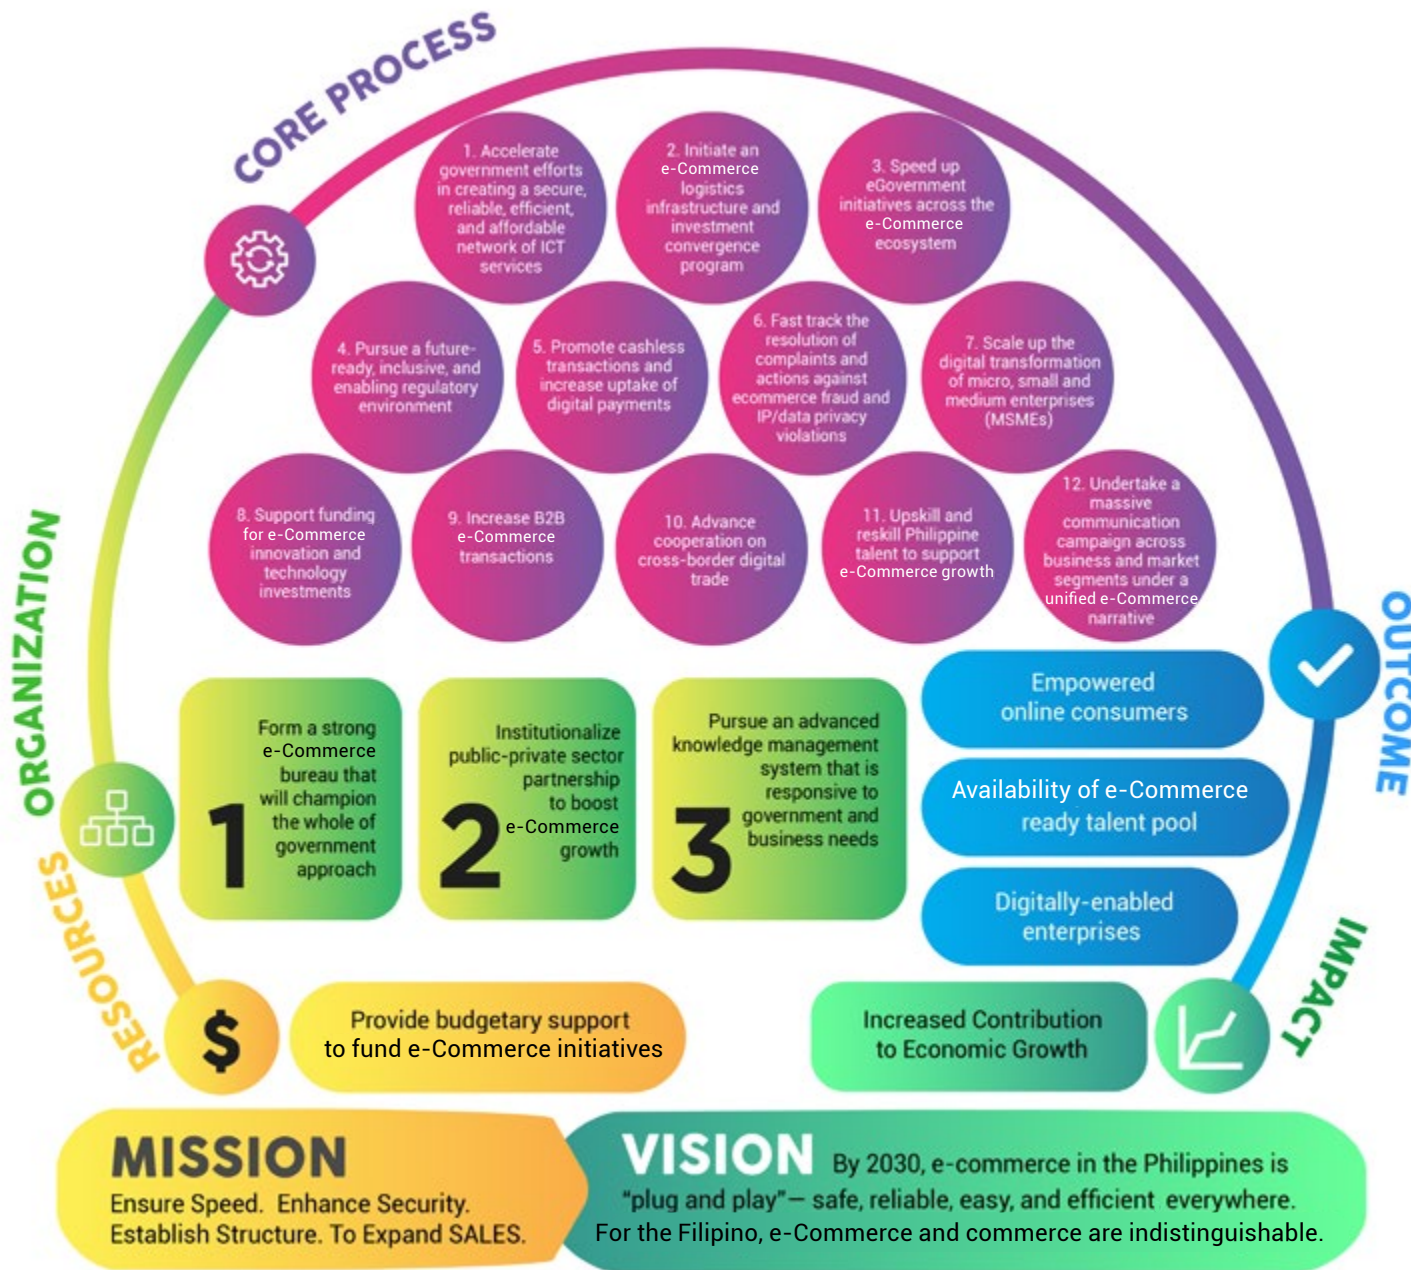 CORE PROCESS
1. Accelerate
government efforts
in creating a secure,
reliable, efficient,
and affordable
network of ICT
services
2. Initiate an
e-Commerce
logistics
infrastructure and
investment
convergence
program
3. Speed up
eGovernment
initiatives across the
e-Commerce
ecosystem
4. Pursue a future-
ready, inclusive, and
enabling regulatory
environment
5. Promote cashless
transactions and
increase uptake of
digital payments
6. Fast track the
resolution of
complaints and
actions against
ecommerce fraud and
IP/data privacy
violations
7. Scale up the
digital transformation
of micro, small and
medium enterprises
(MSMEs)
8. Support funding
for e-Commerce
innovation and
technology
investments
9. Increase B2B
e-Commerce
transactions
10. Advance
cooperation on
cross-border digital
trade
11. Upskill and
reskill Philippine
talent to support
e-Commerce growth
12. Undertake a
massive
communication
campaign across
business and market
segments under a
unified e-Commerce
narrative
ORGANIZATION
1
Form a strong
e-Commerce
bureau that
will champion
the whole of
government
approach
2
Institutionalize
public-private sector
partnership
to boost
e-Commerce
growth
3
Pursue an advanced
knowledge management
system that is
responsive to
government and
business needs
OUTCOME
Empowered
online consumers
Availability of e-Commerce
ready talent pool
Digitally-enabled
enterprises
RESOURCES
$
Provide budgetary support
to fund e-Commerce initiatives
IMPACT
Increased Contribution
to Economic Growth
MISSION
Ensure Speed. Enhance Security.
Establish Structure. To Expand SALES.
VISION By 2030, e-commerce in the Philippines is
“plug and play”— safe, reliable, easy, and efficient everywhere.
For the Filipino, e-Commerce and commerce are indistinguishable.